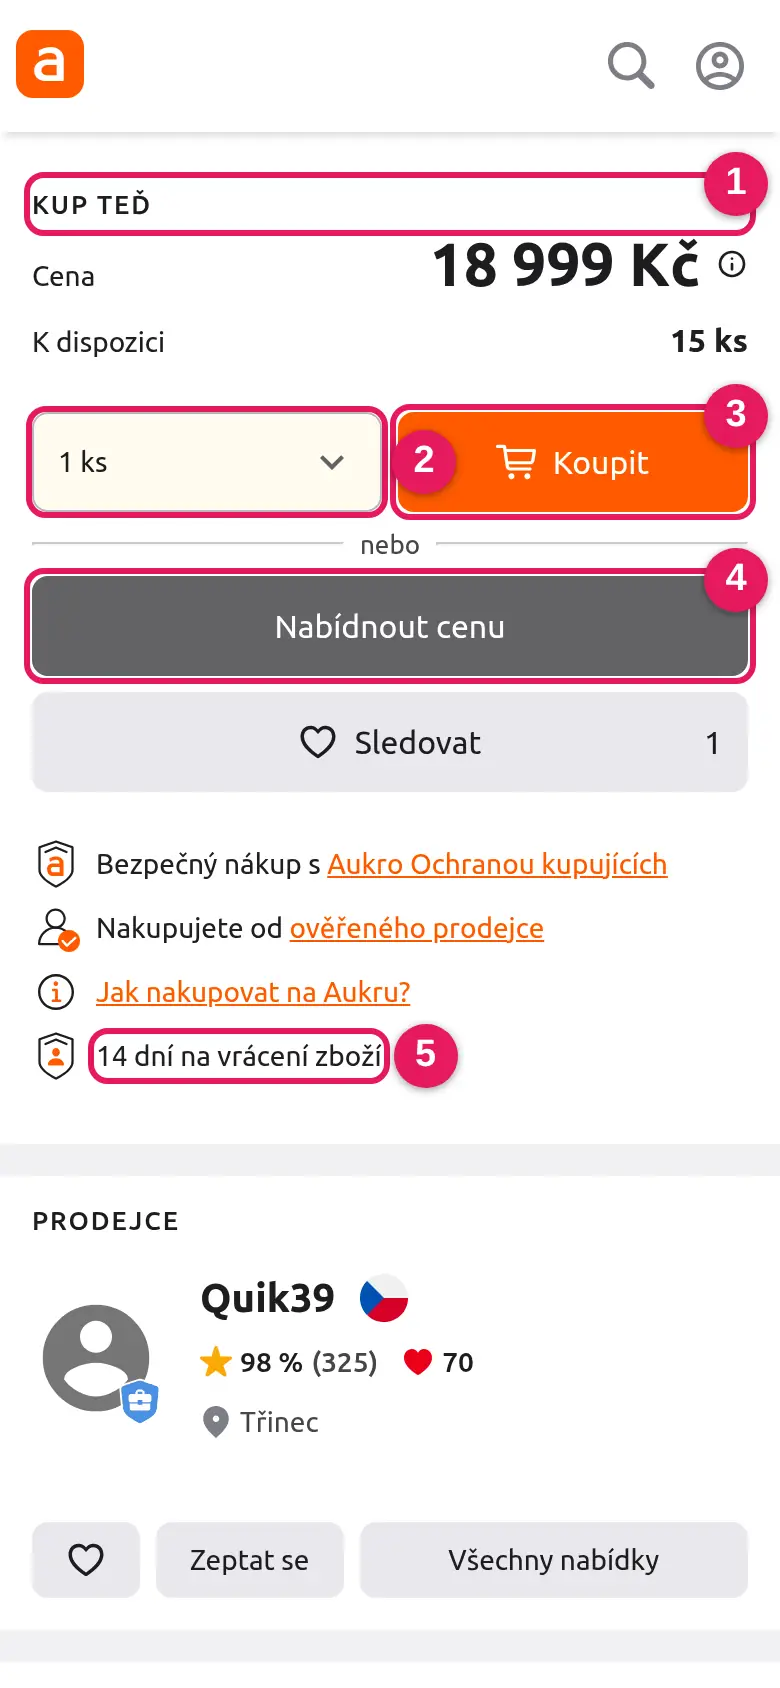 a
1
KUP TEĎ
Cena 18 999 Kč
K dispozici 15 ks
3
1 ks 2 Koupit
nebo
4
Nabídnout cenu
Sledovat 1
a Bezpečný nákup s Aukro Ochranou kupujících
Nakupujete od ověřeného prodejce
i Jak nakupovat na Aukru?
14 dní na vrácení zboží 5
PRODEJCE
Quik39
98 % (325) 70
Třinec
Zeptat se Všechny nabídky